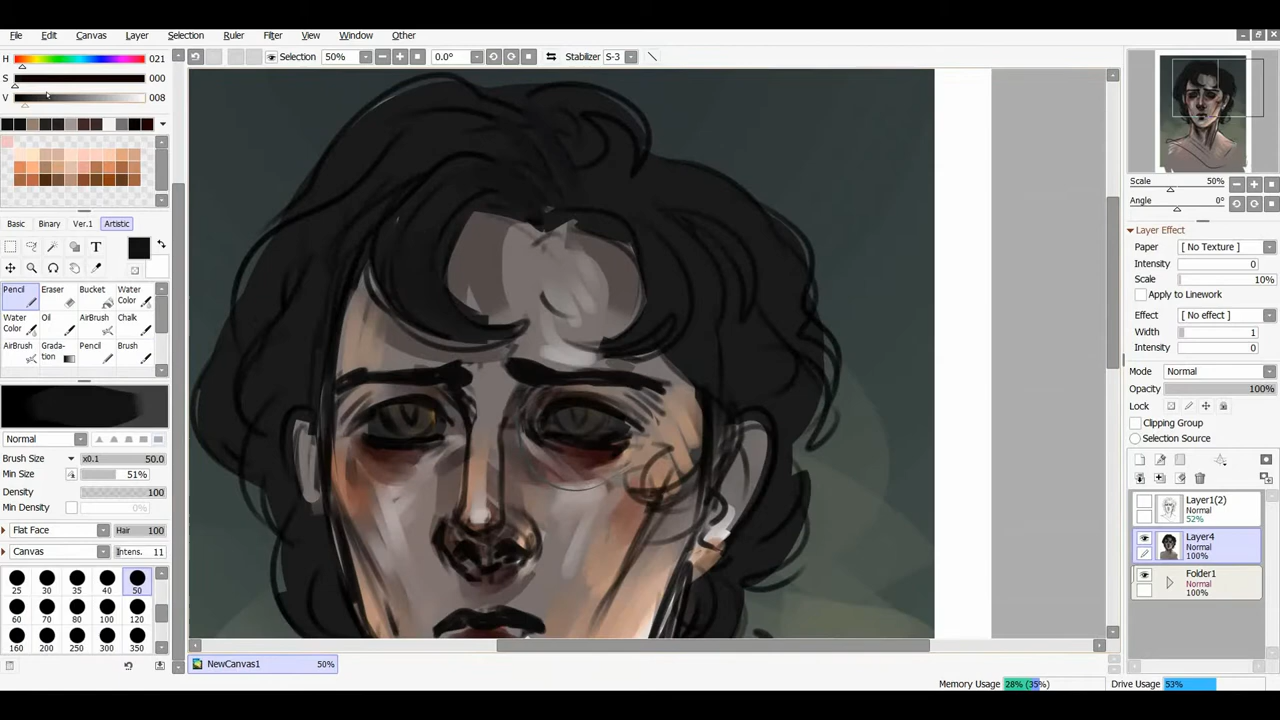 File Edit Canvas Layer Selection Ruler Filter View Window Other
H 021
S 000
V 008
Selection 50% 0.0° Stabilizer S-3
Basic Binary Ver.1 Artistic
T
Pencil Eraser Bucket Water Color
Water Color Oil AirBrush Chalk
AirBrush Grada-tion Pencil Brush
Normal
Brush Size x0.1 50.0
Min Size 51%
Density 100
Min Density 0%
Flat Face Hair 100
Canvas Intens. 11
25 30 35 40 50
60 70 80 100 120
160 200 250 300 350
NewCanvas1 50%
Scale 50%
Angle 0°
Layer Effect
Paper [ No Texture ]
Intensity 0
Scale 10%
Apply to Linework
Effect [ No effect ]
Width 1
Intensity 0
Mode Normal
Opacity 100%
Lock
Clipping Group
Selection Source
Layer1(2)
Normal
52%
Layer4
Normal
100%
Folder1
Normal
100%
Memory Usage 28% (35%) Drive Usage 53%